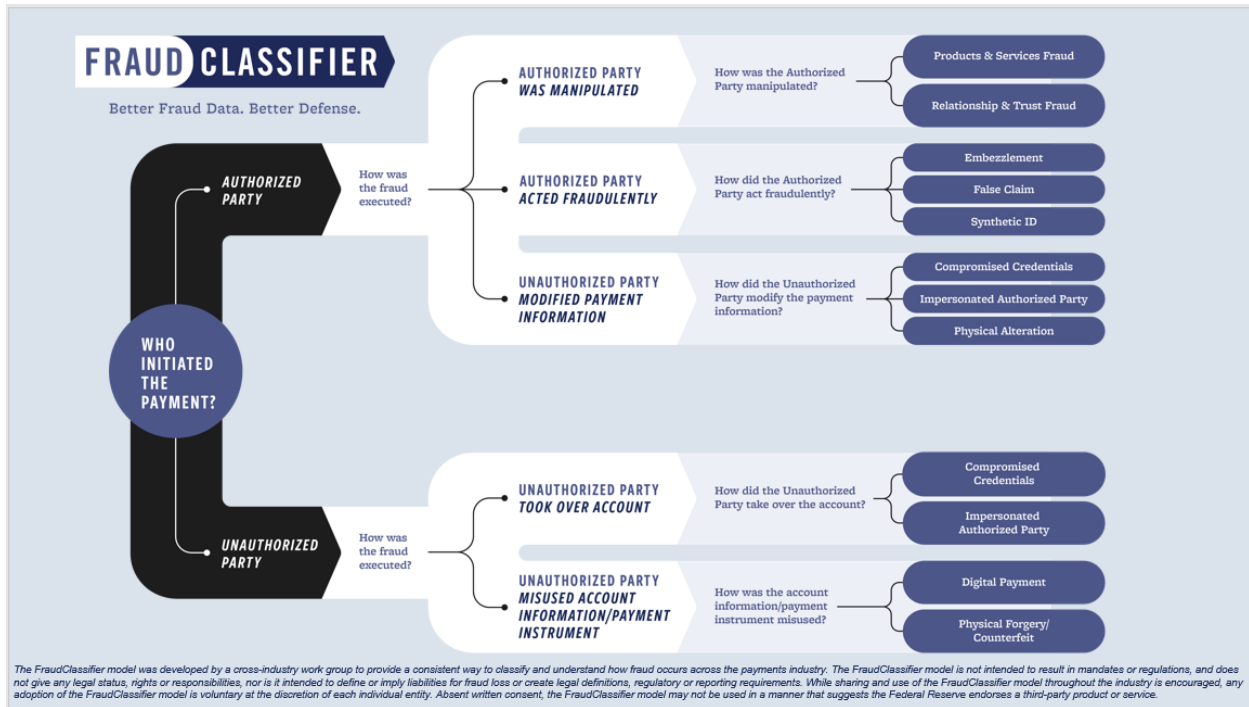 FRAUD CLASSIFIER
Better Fraud Data. Better Defense.
WHO
INITIATED
THE
PAYMENT?
AUTHORIZED
PARTY
How was
the fraud
executed?
AUTHORIZED PARTY
WAS MANIPULATED
How was the Authorized
Party manipulated?
Products & Services Fraud
Relationship & Trust Fraud
AUTHORIZED PARTY
ACTED FRAUDULENTLY
How did the Authorized
Party act fraudulently?
Embezzlement
False Claim
Synthetic ID
UNAUTHORIZED PARTY
MODIFIED PAYMENT
INFORMATION
How did the Unauthorized
Party modify the payment
information?
Compromised Credentials
Impersonated Authorized Party
Physical Alteration
UNAUTHORIZED
PARTY
How was
the fraud
executed?
UNAUTHORIZED PARTY
TOOK OVER ACCOUNT
How did the Unauthorized
Party take over the account?
Compromised
Credentials
Impersonated
Authorized Party
UNAUTHORIZED PARTY
MISUSED ACCOUNT
INFORMATION/PAYMENT
INSTRUMENT
How was the account
information/payment
instrument misused?
Digital Payment
Physical Forgery/
Counterfeit
The FraudClassifier model was developed by a cross-industry work group to provide a consistent way to classify and understand how fraud occurs across the payments industry. The FraudClassifier model is not intended to result in mandates or regulations, and does
not give any legal status, rights or responsibilities, nor is it intended to define or imply liabilities for fraud loss or create legal definitions, regulatory or reporting requirements. While sharing and use of the FraudClassifier model throughout the industry is encouraged, any
adoption of the FraudClassifier model is voluntary at the discretion of each individual entity. Absent written consent, the FraudClassifier model may not be used in a manner that suggests the Federal Reserve endorses a third-party product or service.